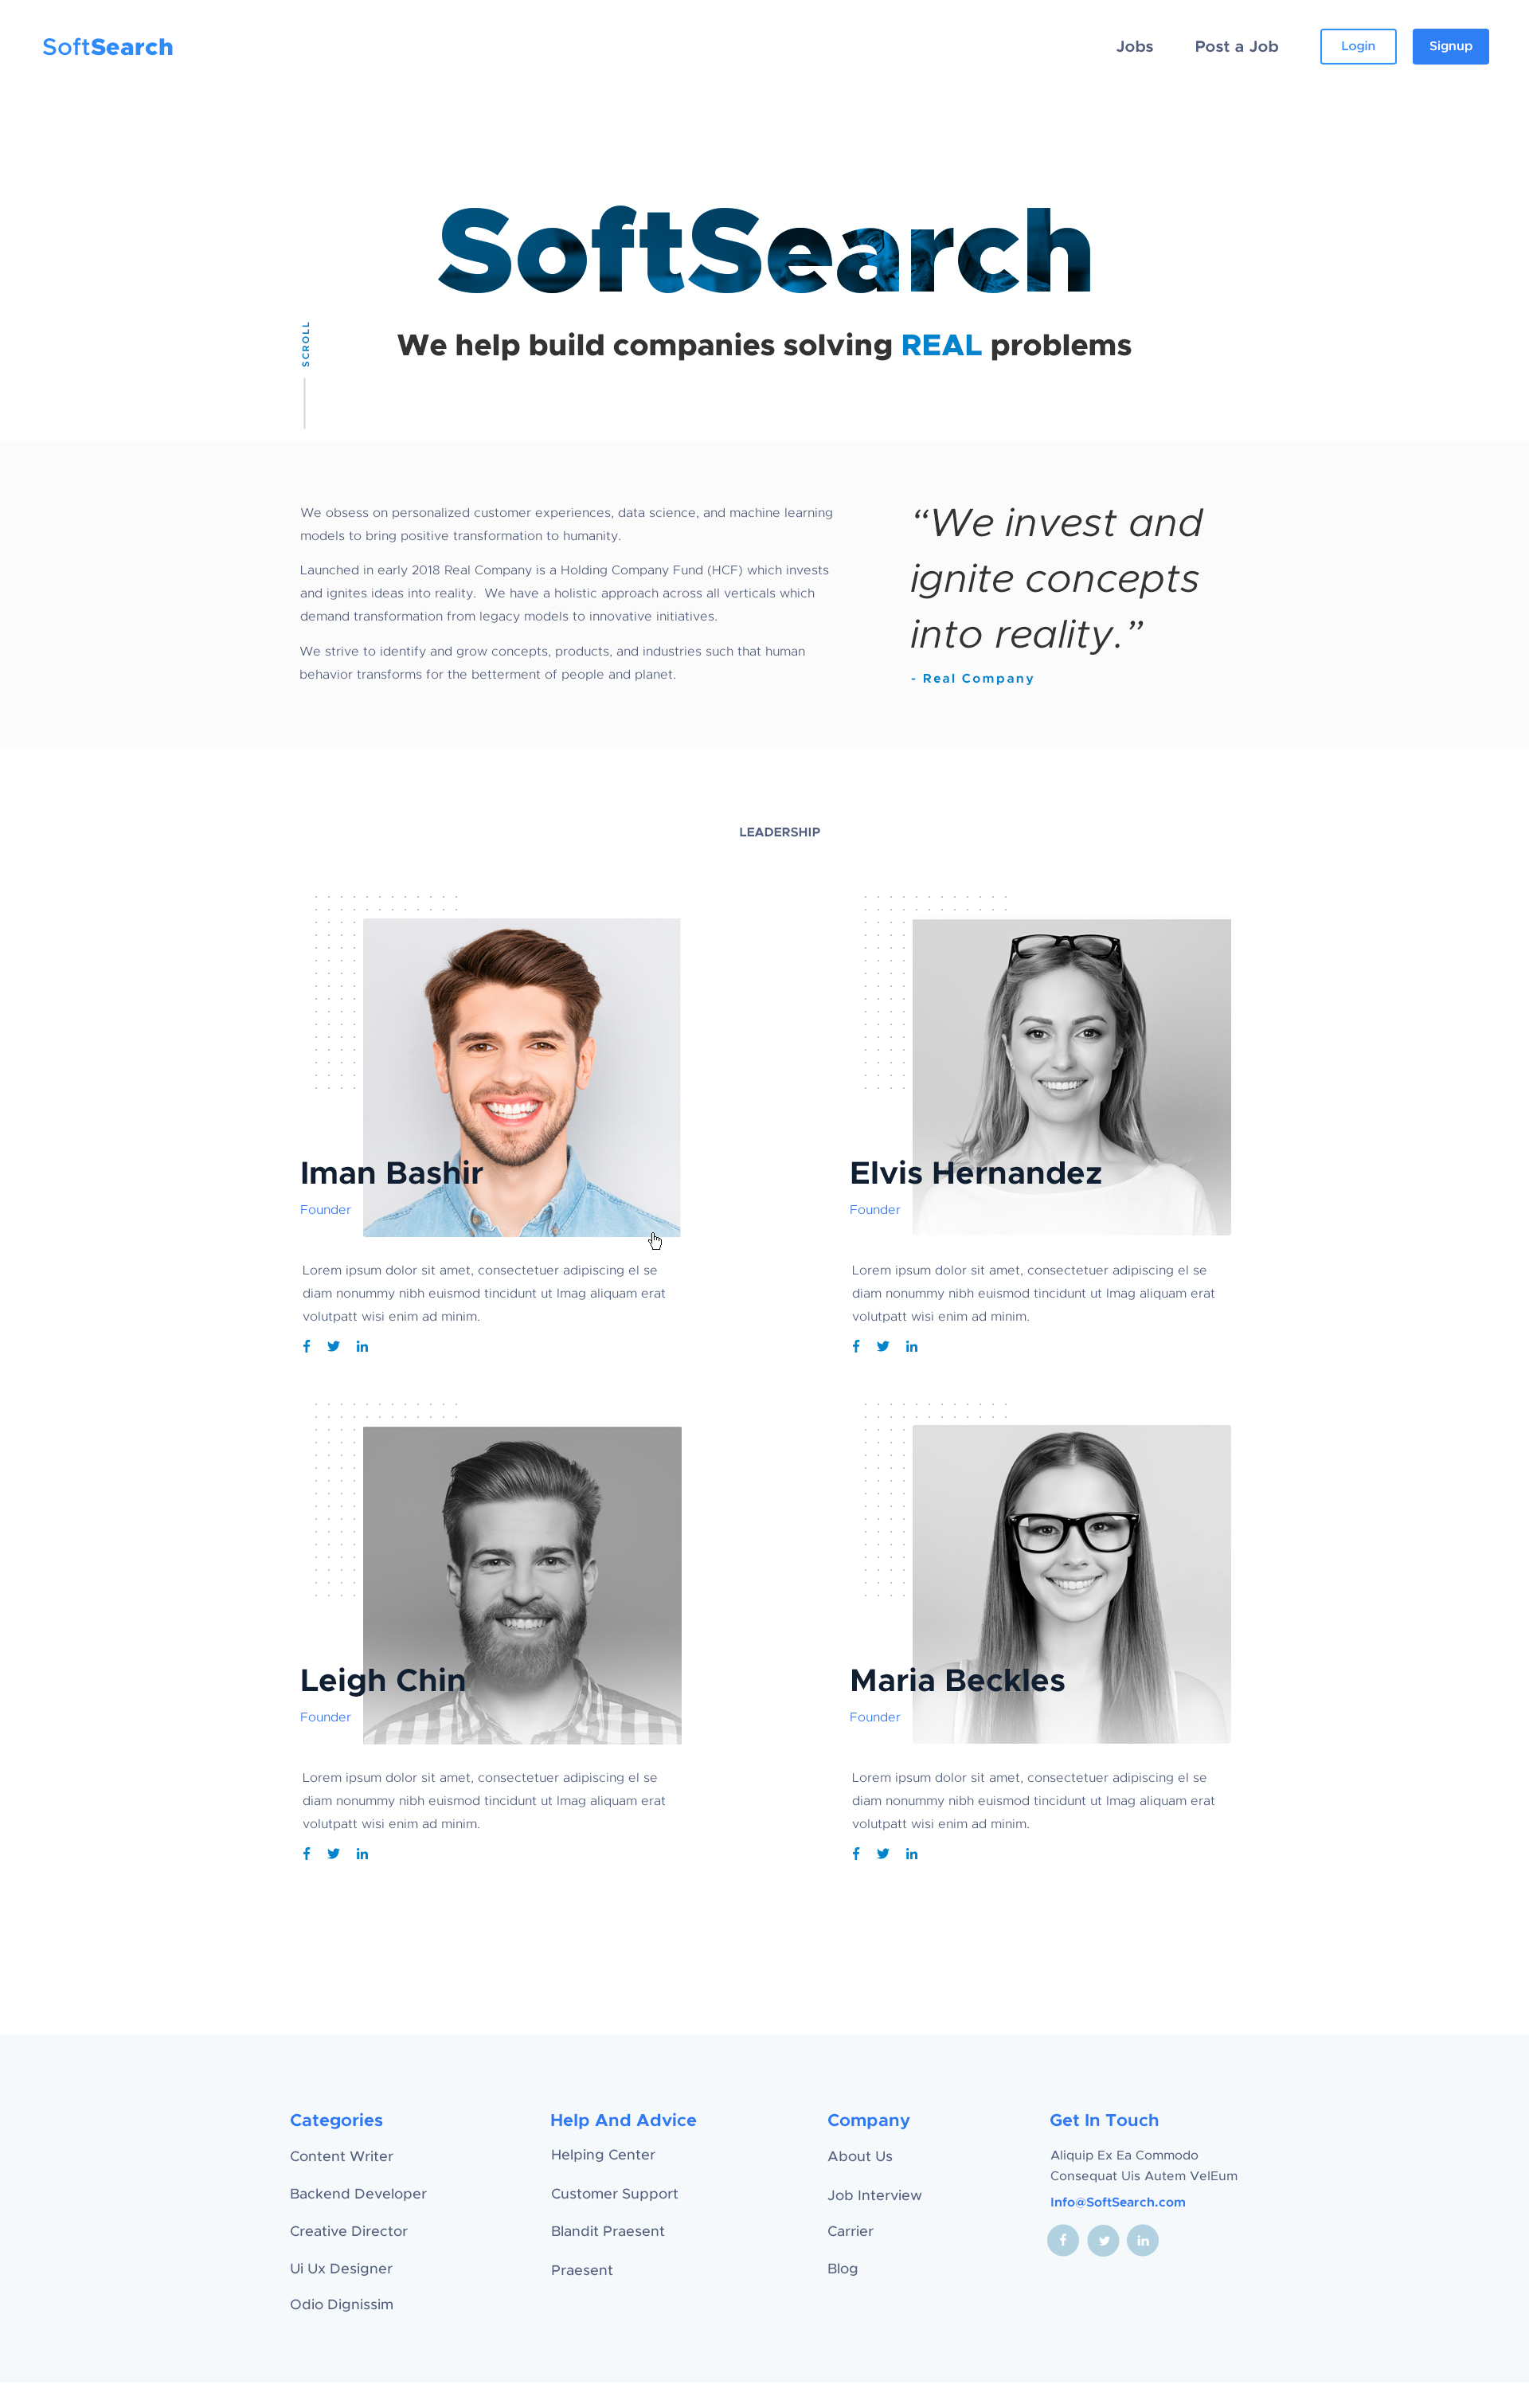 SoftSearch
Jobs
Post a Job
Login
Signup
SoftSearch
SCROLL
We help build companies solving REAL problems
We obsess on personalized customer experiences, data science, and machine learning
models to bring positive transformation to humanity.
Launched in early 2018 Real Company is a Holding Company Fund (HCF) which invests
and ignites ideas into reality.  We have a holistic approach across all verticals which
demand transformation from legacy models to innovative initiatives.
We strive to identify and grow concepts, products, and industries such that human
behavior transforms for the betterment of people and planet.
“We invest and
ignite concepts
into reality.”
- Real Company
LEADERSHIP
Iman Bashir
Founder
Lorem ipsum dolor sit amet, consectetuer adipiscing el se
diam nonummy nibh euismod tincidunt ut lmag aliquam erat
volutpatt wisi enim ad minim.
Elvis Hernandez
Founder
Lorem ipsum dolor sit amet, consectetuer adipiscing el se
diam nonummy nibh euismod tincidunt ut lmag aliquam erat
volutpatt wisi enim ad minim.
Leigh Chin
Founder
Lorem ipsum dolor sit amet, consectetuer adipiscing el se
diam nonummy nibh euismod tincidunt ut lmag aliquam erat
volutpatt wisi enim ad minim.
Maria Beckles
Founder
Lorem ipsum dolor sit amet, consectetuer adipiscing el se
diam nonummy nibh euismod tincidunt ut lmag aliquam erat
volutpatt wisi enim ad minim.
Categories
Content Writer
Backend Developer
Creative Director
Ui Ux Designer
Odio Dignissim
Help And Advice
Helping Center
Customer Support
Blandit Praesent
Praesent
Company
About Us
Job Interview
Carrier
Blog
Get In Touch
Aliquip Ex Ea Commodo
Consequat Uis Autem VelEum
Info@SoftSearch.com